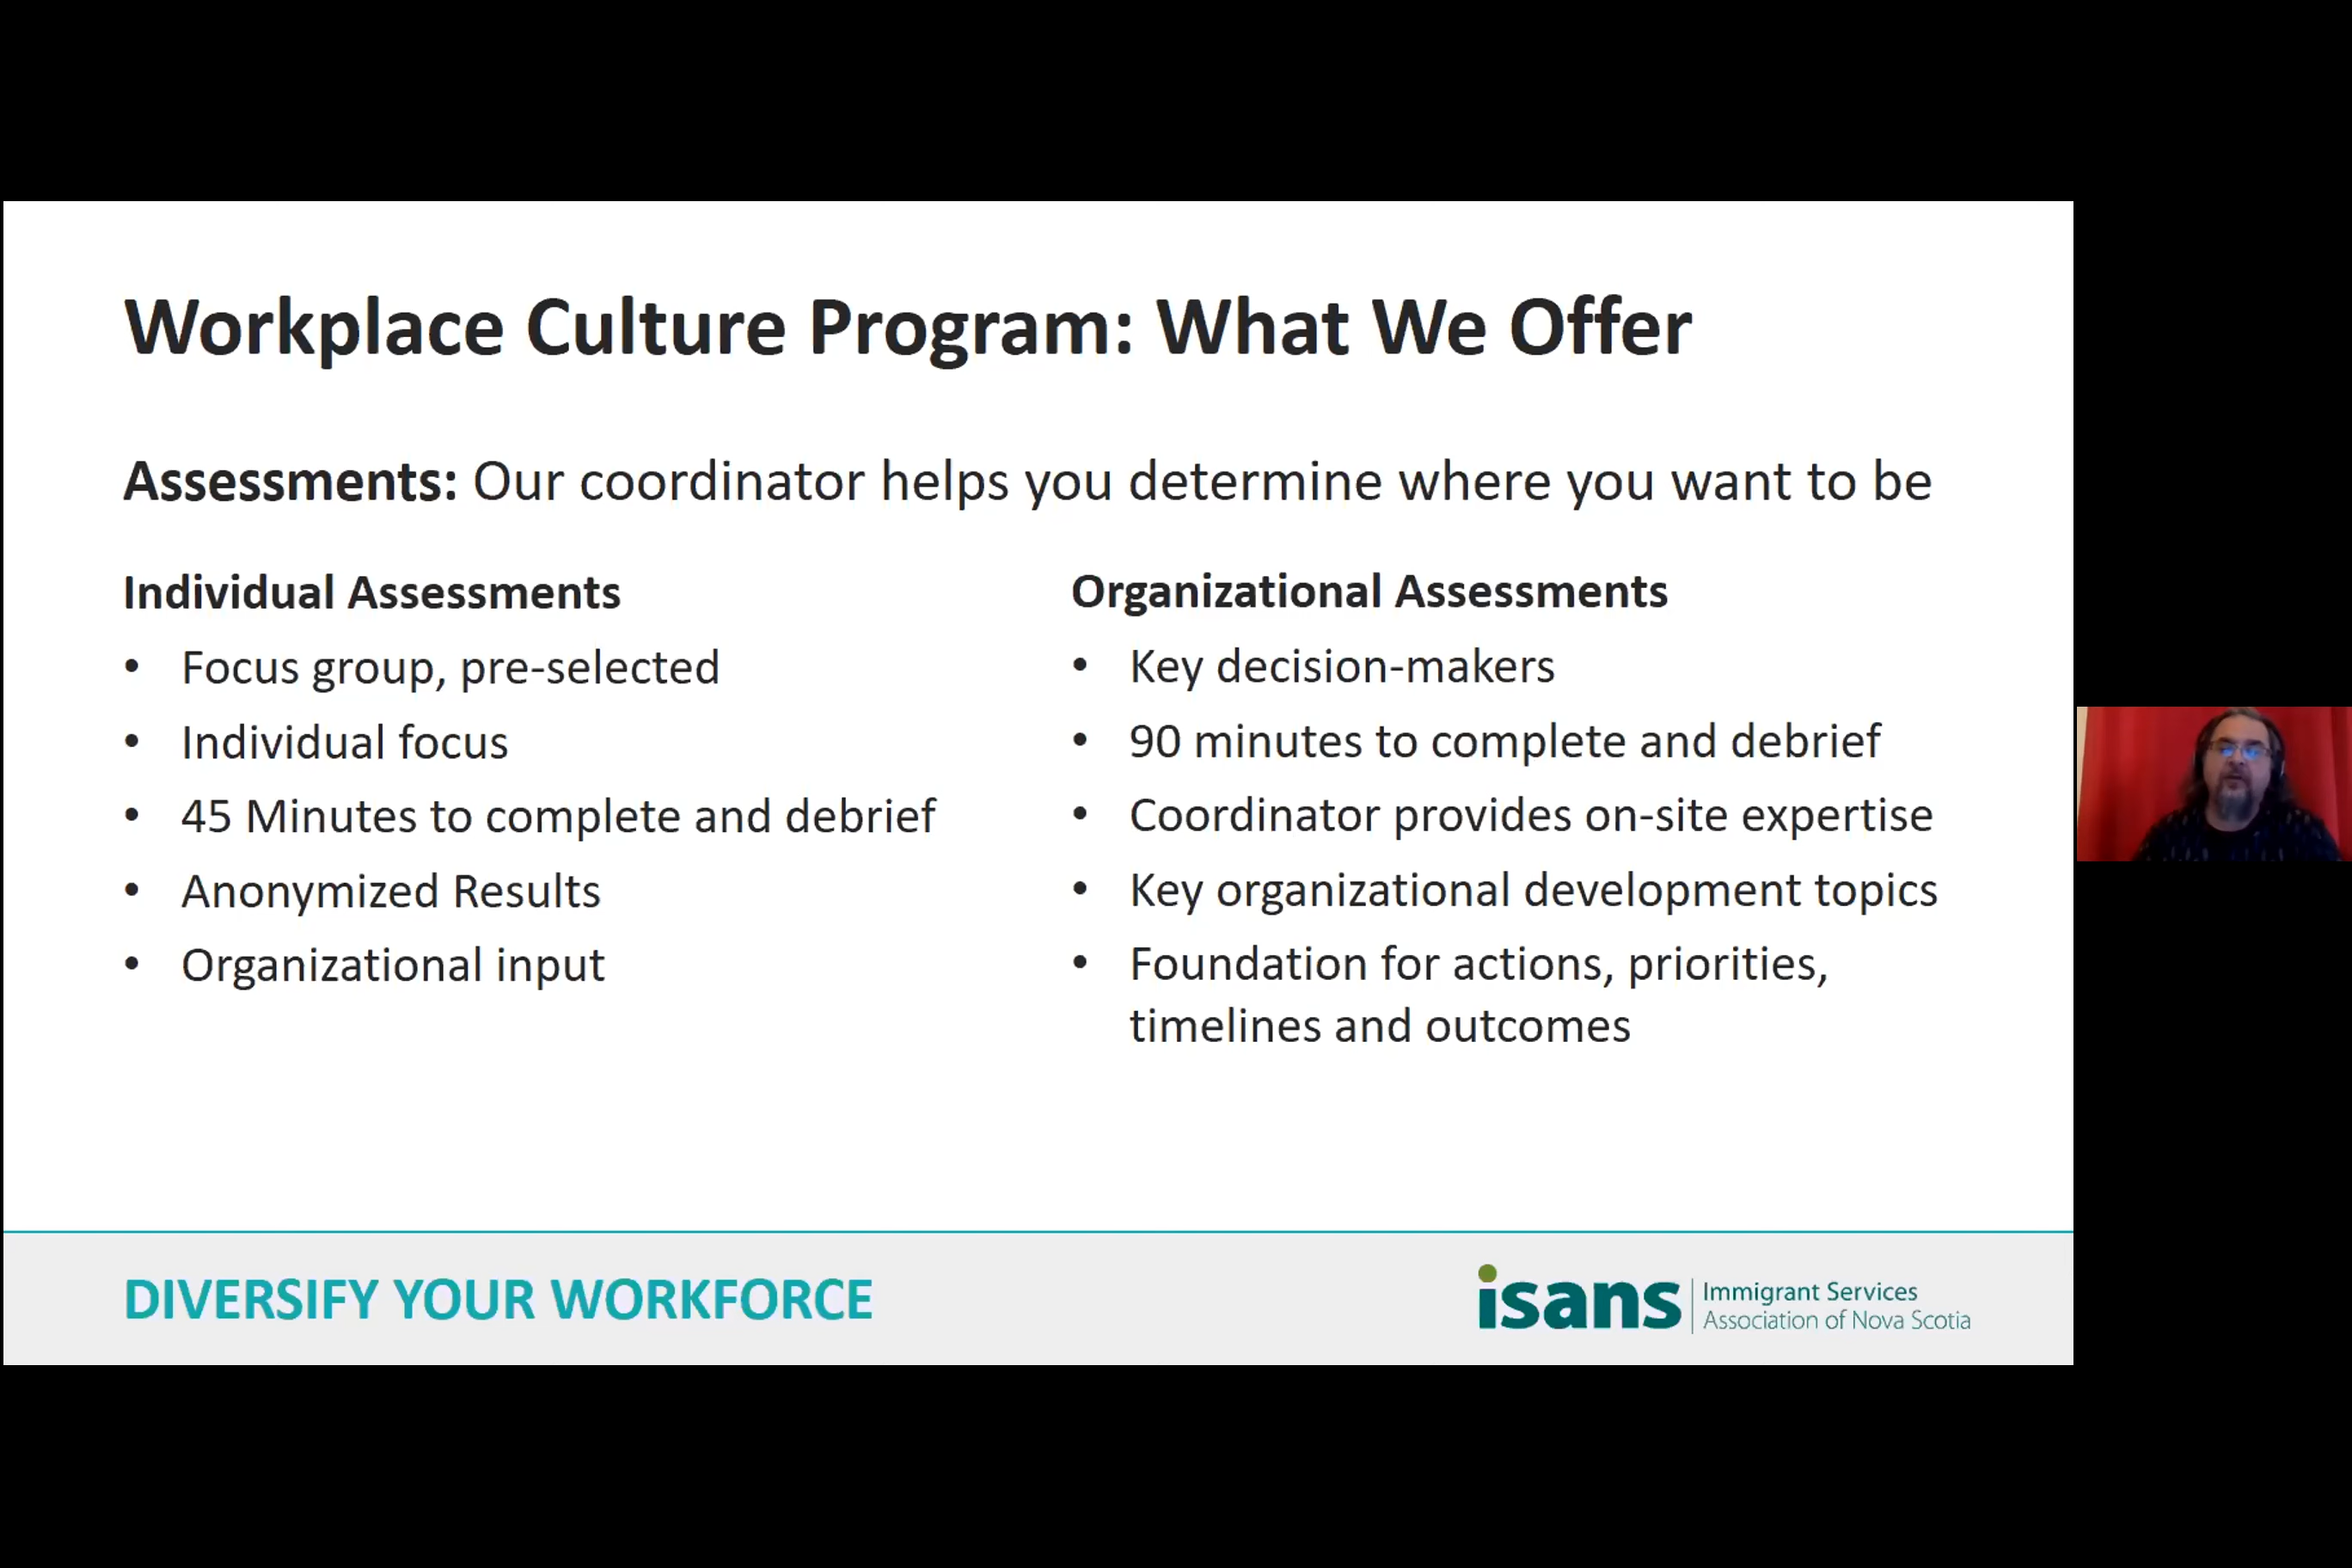 Workplace Culture Program: What We Offer
Assessments: Our coordinator helps you determine where you want to be
Individual Assessments
• Focus group, pre-selected
• Individual focus
• 45 Minutes to complete and debrief
• Anonymized Results
• Organizational input
Organizational Assessments
• Key decision-makers
• 90 minutes to complete and debrief
• Coordinator provides on-site expertise
• Key organizational development topics
• Foundation for actions, priorities,
timelines and outcomes
DIVERSIFY YOUR WORKFORCE
isans
Immigrant Services
Association of Nova Scotia